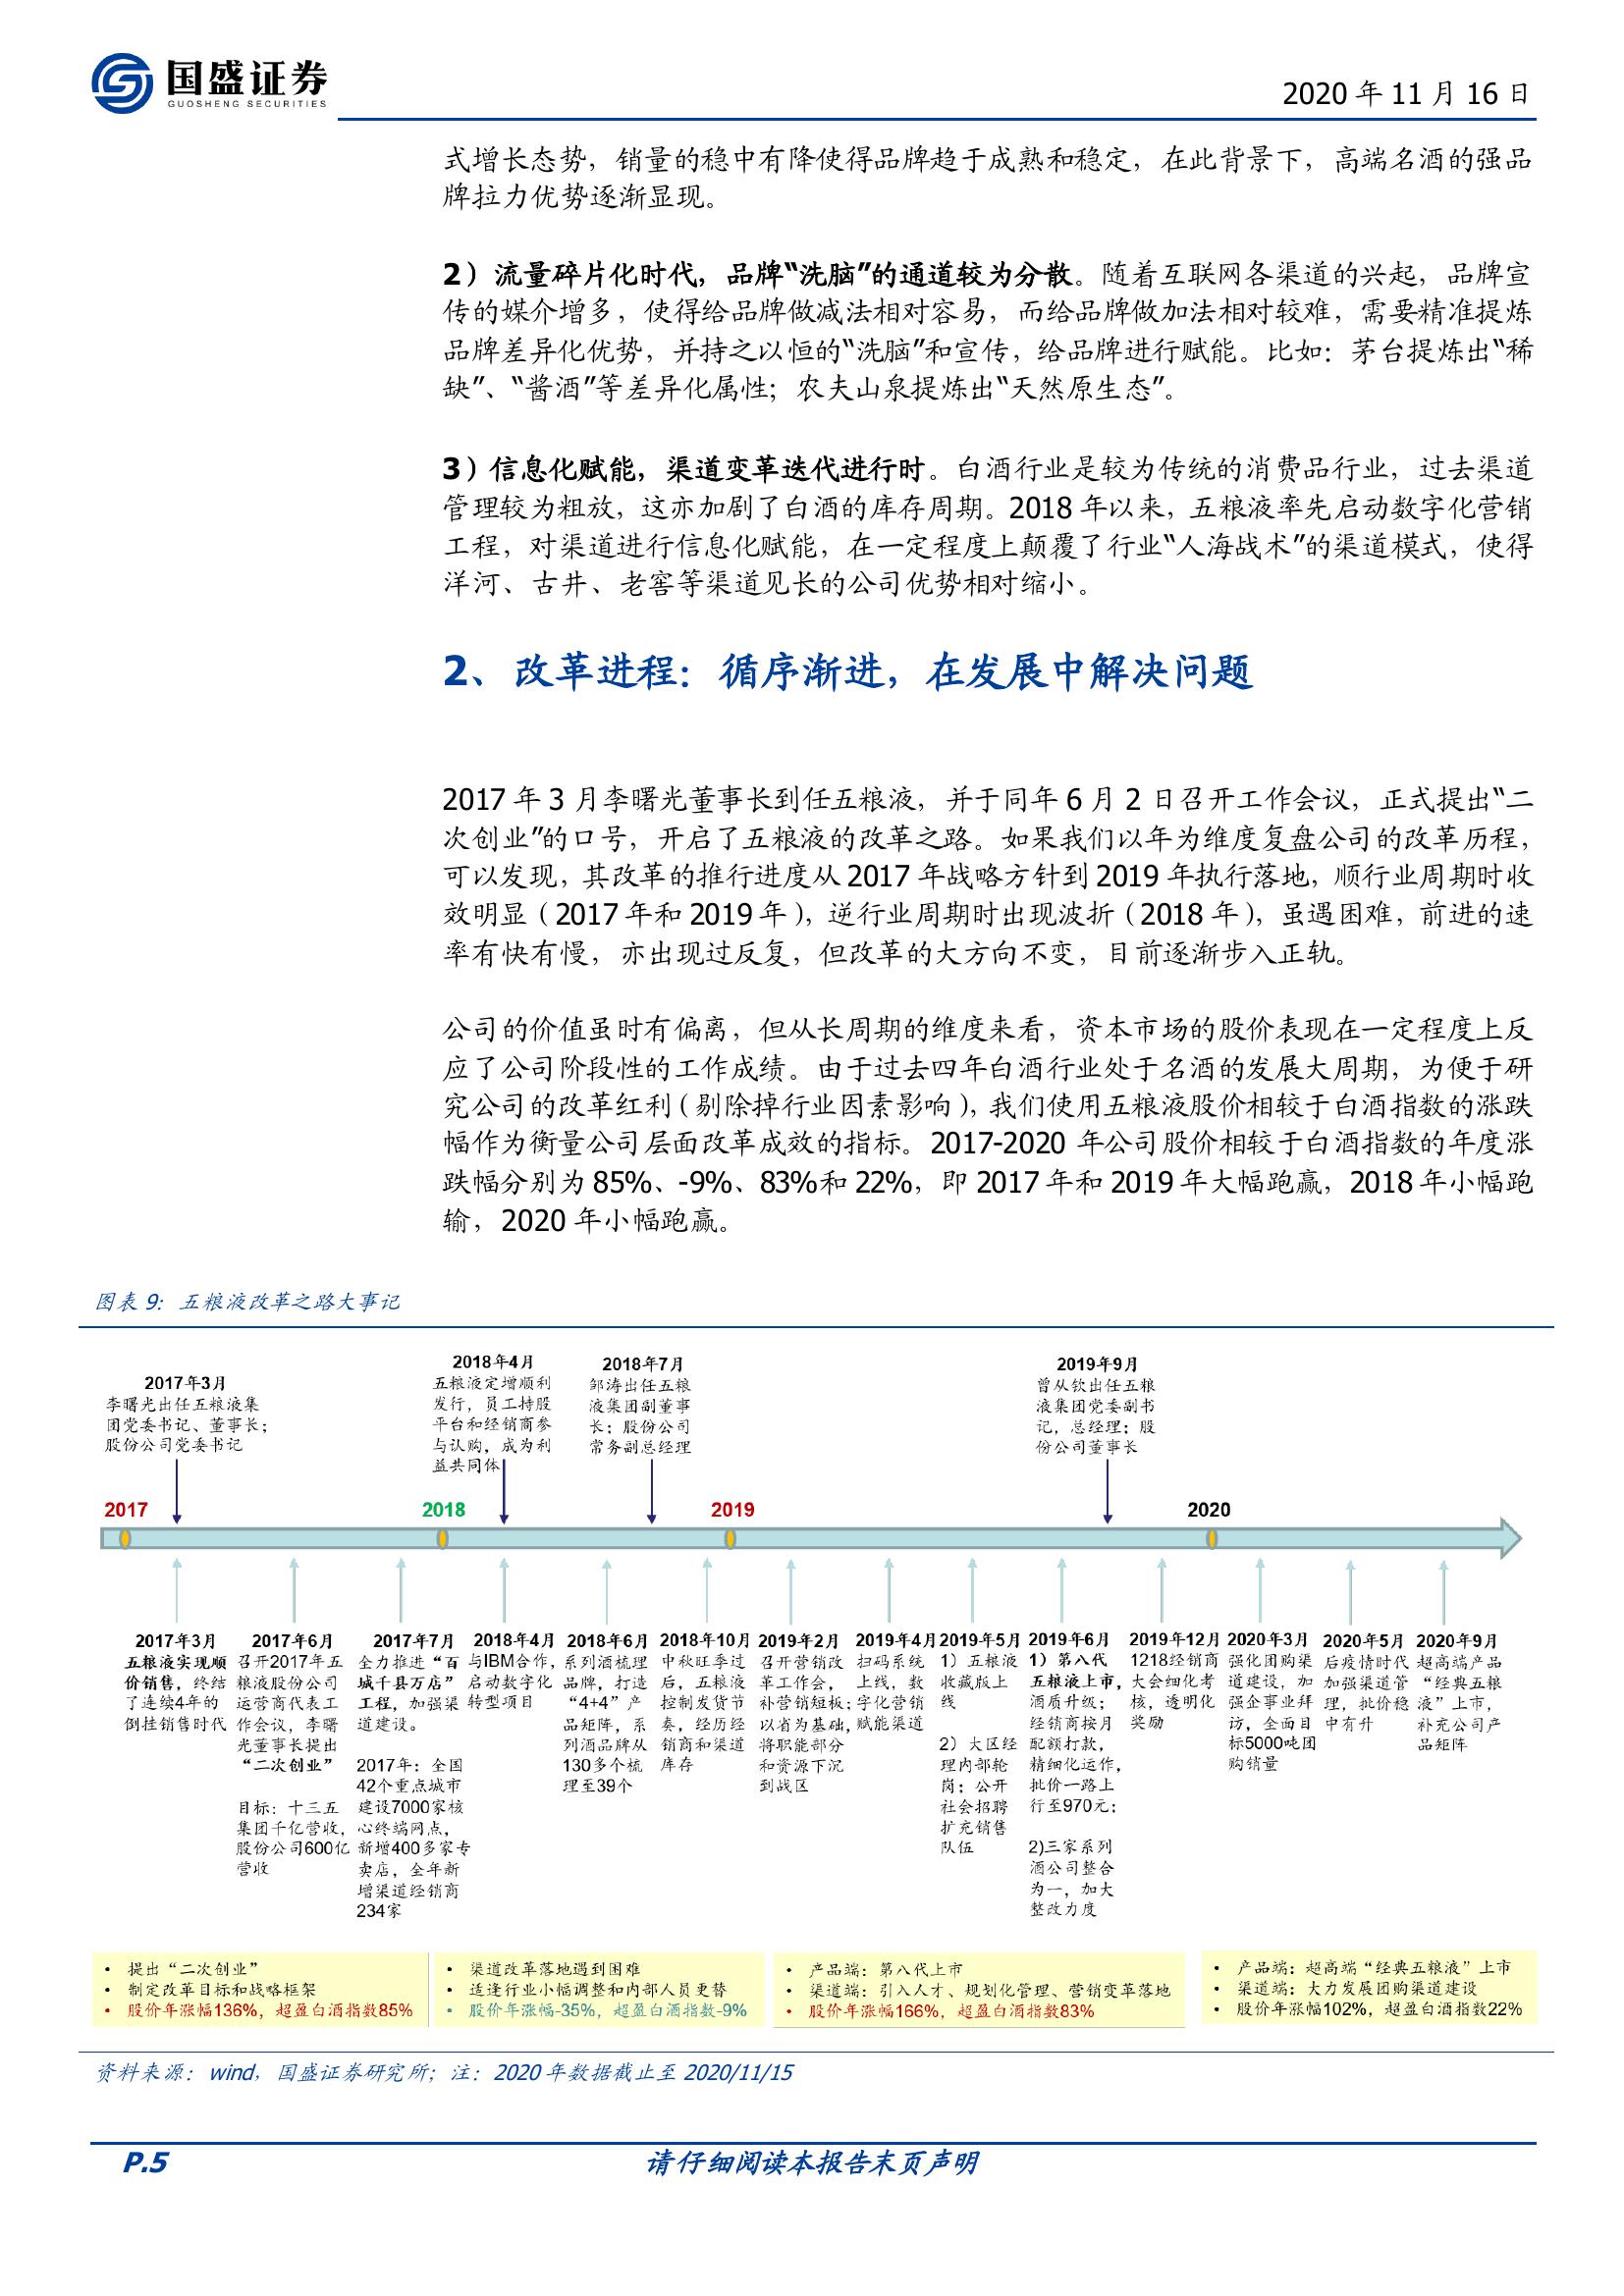 国盛证券
GUOSHENG SECURITIES
2020 年 11 月 16 日
式增长态势，销量的稳中有降使得品牌趋于成熟和稳定，在此背景下，高端名酒的强品
牌拉力优势逐渐显现。
2）流量碎片化时代，品牌“洗脑”的通道较为分散。随着互联网各渠道的兴起，品牌宣
传的媒介增多，使得给品牌做减法相对容易，而给品牌做加法相对较难，需要精准提炼
品牌差异化优势，并持之以恒的“洗脑”和宣传，给品牌进行赋能。比如：茅台提炼出“稀
缺”、“酱酒”等差异化属性；农夫山泉提炼出“天然原生态”。
3）信息化赋能，渠道变革迭代进行时。白酒行业是较为传统的消费品行业，过去渠道
管理较为粗放，这亦加剧了白酒的库存周期。2018 年以来，五粮液率先启动数字化营销
工程，对渠道进行信息化赋能，在一定程度上颠覆了行业“人海战术”的渠道模式，使得
洋河、古井、老窖等渠道见长的公司优势相对缩小。
2、改革进程：循序渐进，在发展中解决问题
2017 年 3 月李曙光董事长到任五粮液，并于同年 6 月 2 日召开工作会议，正式提出“二
次创业”的口号，开启了五粮液的改革之路。如果我们以年为维度复盘公司的改革历程，
可以发现，其改革的推行进度从 2017 年战略方针到 2019 年执行落地，顺行业周期时收
效明显（2017 年和 2019 年），逆行业周期时出现波折（2018 年），虽遇困难，前进的速
率有快有慢，亦出现过反复，但改革的大方向不变，目前逐渐步入正轨。
公司的价值虽时有偏离，但从长周期的维度来看，资本市场的股价表现在一定程度上反
应了公司阶段性的工作成绩。由于过去四年白酒行业处于名酒的发展大周期，为便于研
究公司的改革红利（剔除掉行业因素影响），我们使用五粮液股价相较于白酒指数的涨跌
幅作为衡量公司层面改革成效的指标。2017-2020 年公司股价相较于白酒指数的年度涨
跌幅分别为 85%、-9%、83%和 22%，即 2017 年和 2019 年大幅跑赢，2018 年小幅跑
输，2020 年小幅跑赢。
图表 9：五粮液改革之路大事记
2017年3月
李曙光出任五粮液集
团党委书记、董事长；
股份公司党委书记
2018年4月
五粮液定增顺利
发行，员工持股
平台和经销商参
与认购，成为利
益共同体
2018年7月
邹涛出任五粮
液集团副董事
长；股份公司
常务副总经理
2019年9月
曾从钦出任五粮
液集团党委副书
记，总经理；股
份公司董事长
2017
2018
2019
2020
2017年3月
五粮液实现顺
价销售，终结
了连续4年的
倒挂销售时代
2017年6月
召开2017年五
粮液股份公司
运营商代表工
作会议，李曙
光董事长提出
“二次创业”
目标：十三五
集团千亿营收，
股份公司600亿
营收
2017年7月
全力推进“百
城千县万店”
工程，加强渠
道建设。
2017年：全国
42个重点城市
建设7000家核
心终端网点，
新增400多家专
卖店，全年新
增渠道经销商
234家
2018年4月
与IBM合作，
启动数字化
转型项目
2018年6月
系列酒梳理
品牌，打造
“4+4”产
品矩阵，系
列酒品牌从
130多个梳
理至39个
2018年10月
中秋旺季过
后，五粮液
控制发货节
奏，经历经
销商和渠道
库存
2019年2月
召开营销改
革工作会，
补营销短板；
以省为基础，
将职能部分
和资源下沉
到战区
2019年4月
扫码系统
上线，数
字化营销
赋能渠道
2019年5月
1）五粮液
收藏版上
线
2）大区经
理内部轮
岗；公开
社会招聘
扩充销售
队伍
2019年6月
1）第八代
五粮液上市，
酒质升级；
经销商按月
配额打款，
精细化运作，
批价一路上
行至970元；
2)三家系列
酒公司整合
为一，加大
整改力度
2019年12月
1218经销商
大会细化考
核，透明化
奖励
2020年3月
强化团购渠
道建设，加
强企事业拜
访，全面目
标5000吨团
购销量
2020年5月
后疫情时代
加强渠道管
理，批价稳
中有升
2020年9月
超高端产品
“经典五粮
液”上市，
补充公司产
品矩阵
• 提出“二次创业”
• 制定改革目标和战略框架
• 股价年涨幅136%，超盈白酒指数85%
• 渠道改革落地遇到困难
• 适逢行业小幅调整和内部人员更替
• 股价年涨幅-35%，超盈白酒指数-9%
• 产品端：第八代上市
• 渠道端：引入人才、规划化管理、营销变革落地
• 股价年涨幅166%，超盈白酒指数83%
• 产品端：超高端“经典五粮液”上市
• 渠道端：大力发展团购渠道建设
• 股价年涨幅102%，超盈白酒指数22%
资料来源：wind，国盛证券研究所；注：2020 年数据截止至 2020/11/15
P.5
请仔细阅读本报告末页声明